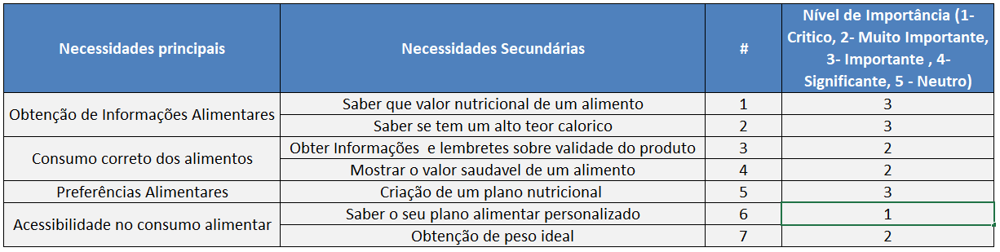 Necessidades principais
Necessidades Secundárias
#
Nível de Importância (1-
Critico, 2- Muito Importante,
3- Importante , 4-
Significante, 5 - Neutro)
Obtenção de Informações Alimentares
Saber que valor nutricional de um alimento
1
3
Saber se tem um alto teor calorico
2
3
Consumo correto dos alimentos
Obter Informações  e lembretes sobre validade do produto
3
2
Mostrar o valor saudavel de um alimento
4
2
Preferências Alimentares
Criação de um plano nutricional
5
3
Acessibilidade no consumo alimentar
Saber o seu plano alimentar personalizado
6
1
Obtenção de peso ideal
7
2